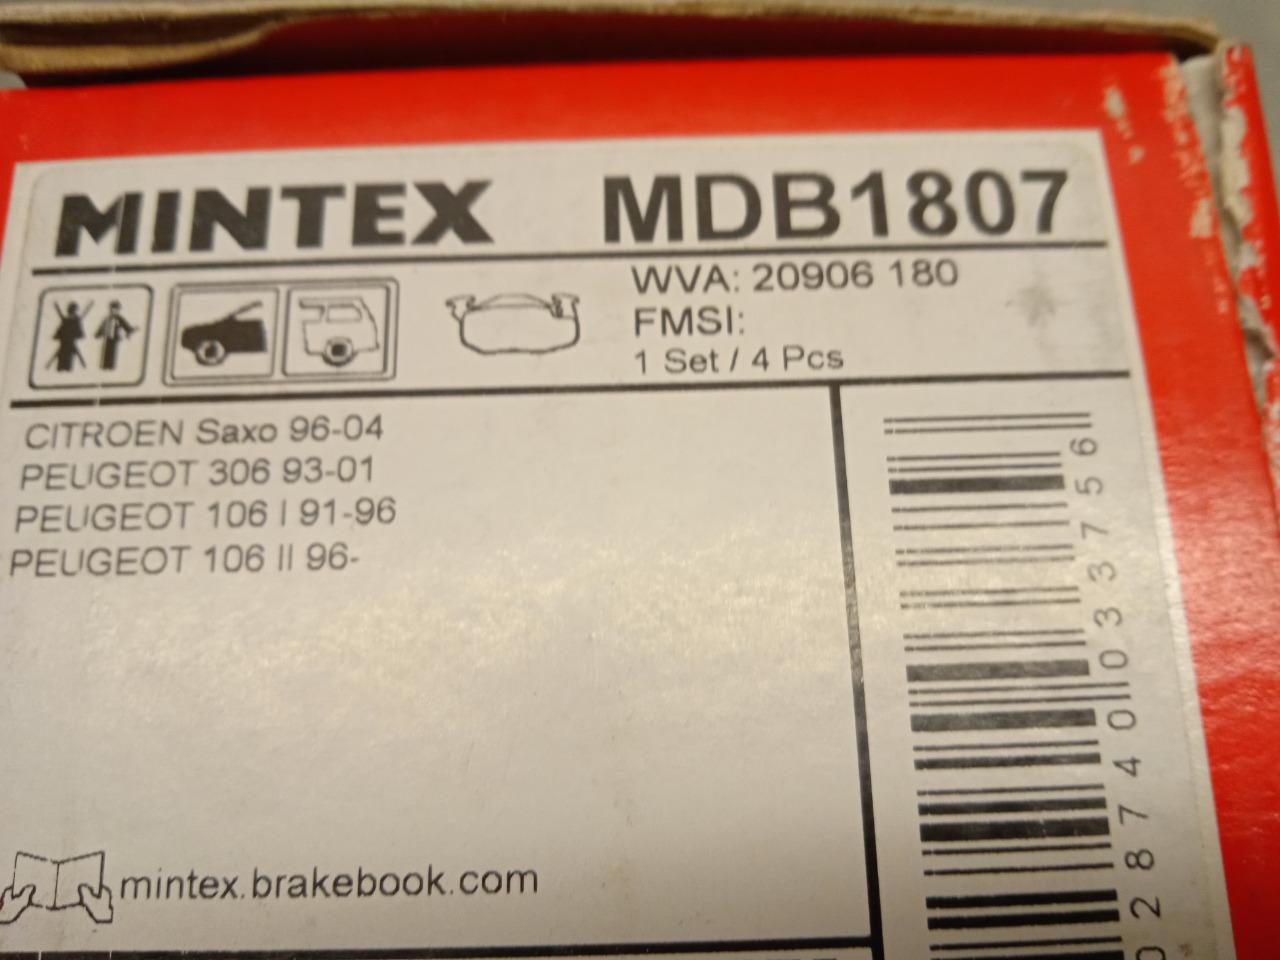 MINTEX MDB1807
WVA: 20906 180
FMSI:
1 Set / 4 Pcs
CITROEN Saxo 96-04
PEUGEOT 306 93-01
PEUGEOT 106 I 91-96
PEUGEOT 106 II 96-
mintex.brakebook.com
028740033756